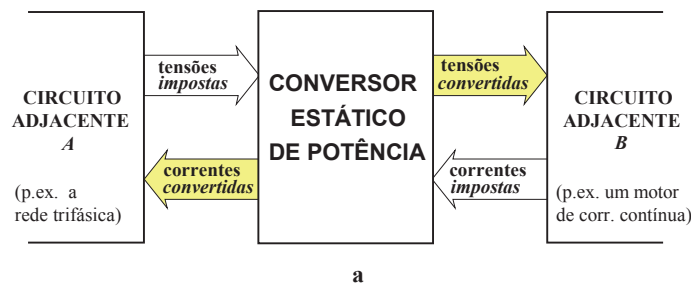 CIRCUITO
ADJACENTE
A
(p.ex. a
rede trifásica)
tensões
impostas
correntes
convertidas
CONVERSOR
ESTÁTICO
DE POTÊNCIA
tensões
convertidas
correntes
impostas
CIRCUITO
ADJACENTE
B
(p.ex. um motor
de corr. contínua)
a